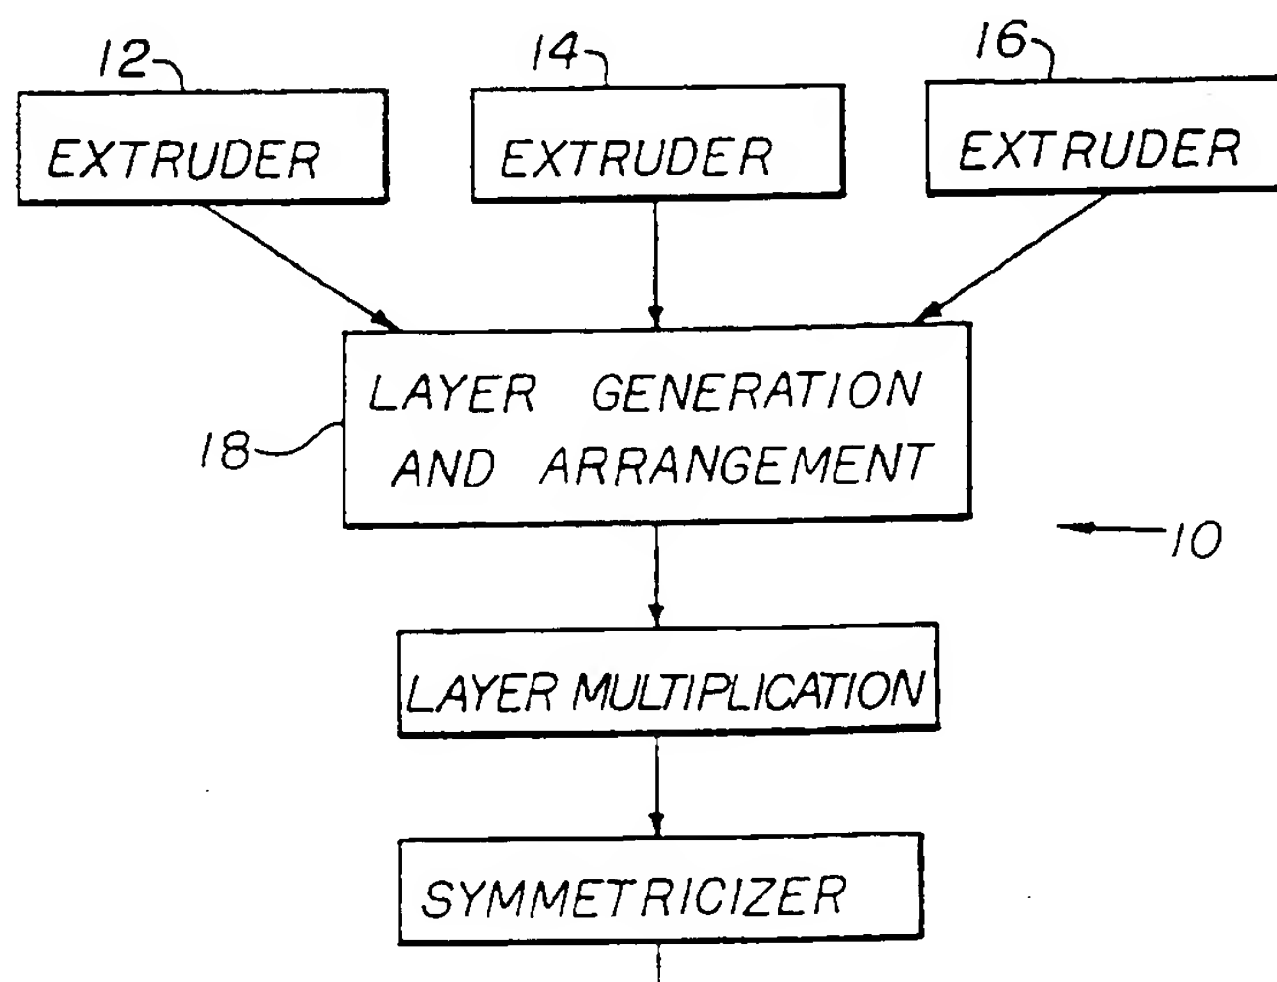 12
14
16
EXTRUDER
EXTRUDER
EXTRUDER
LAYER GENERATION
AND ARRANGEMENT
18
10
LAYER MULTIPLICATION
SYMMETRICIZER